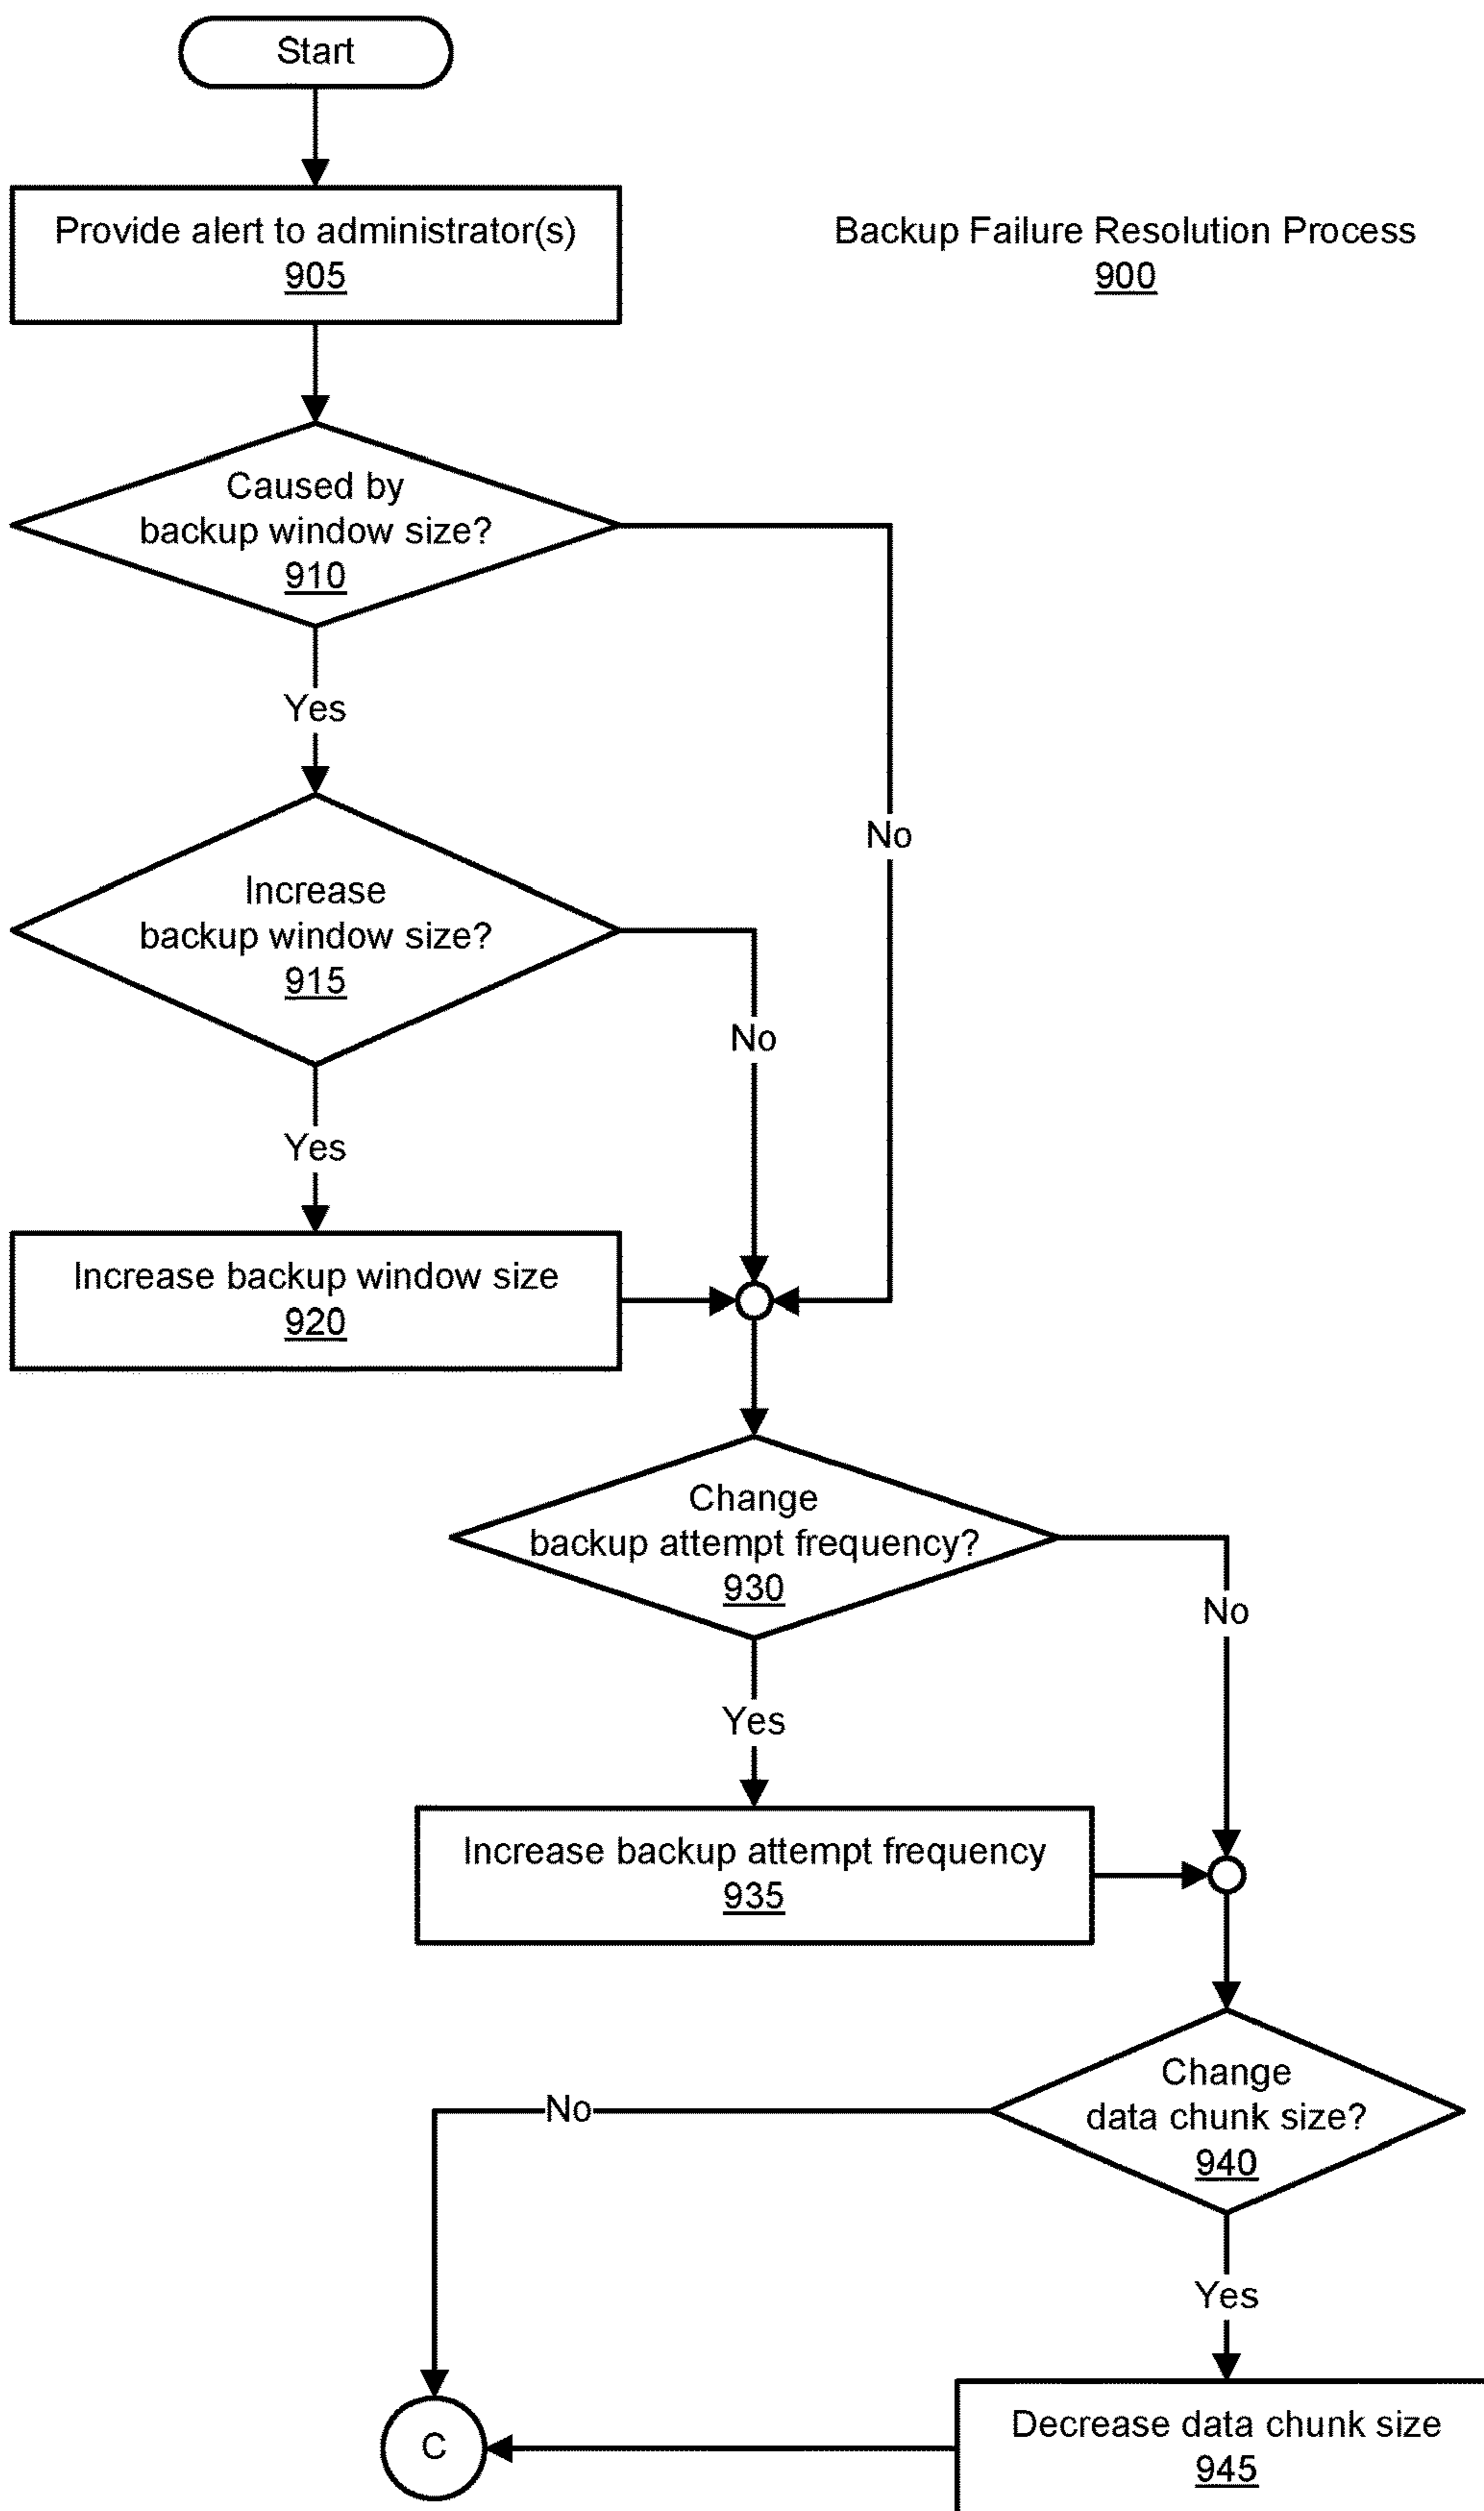 Start
Provide alert to administrator(s)
905
Backup Failure Resolution Process
900
Caused by
backup window size?
910
Yes
No
Increase
backup window size?
915
No
Yes
Increase backup window size
920
Change
backup attempt frequency?
930
No
Yes
Increase backup attempt frequency
935
Change
data chunk size?
940
No
Yes
Decrease data chunk size
945
C